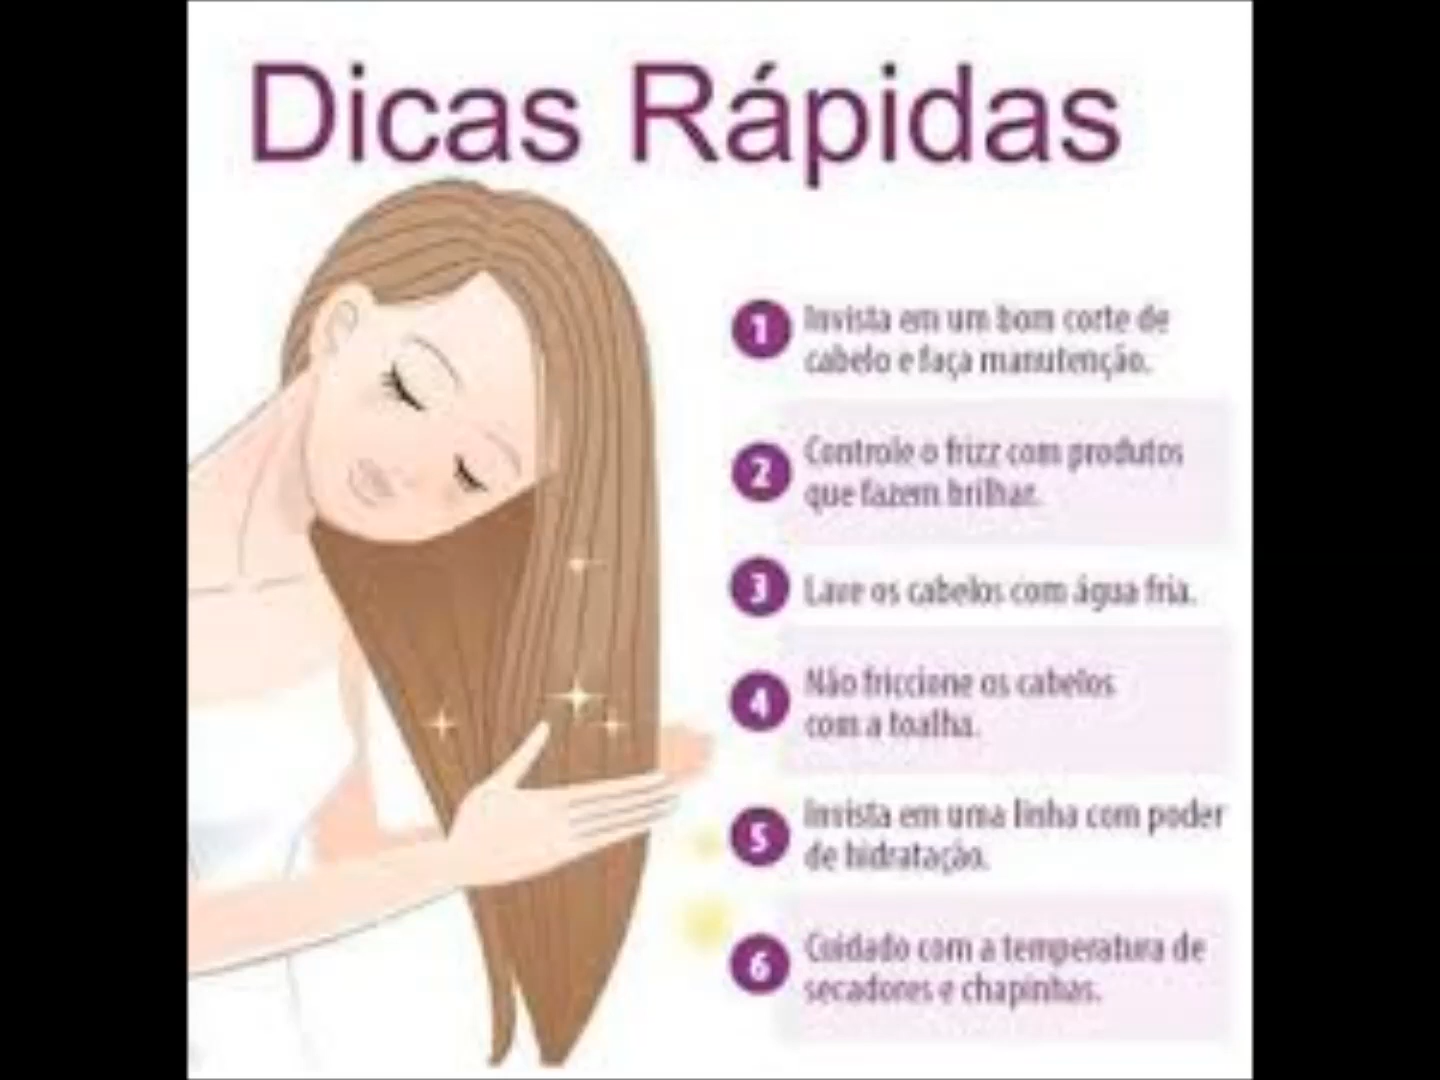 Dicas Rápidas
1 Invista em um bom corte de
cabelo e faça manutenção.
2 Controle o frizz com produtos
que fazem brilhar.
3 Lave os cabelos com água fria.
4 Não friccione os cabelos
com a toalha.
5 Invista em uma linha com poder
de hidratação.
6 Cuidado com a temperatura de
secadores e chapinhas.